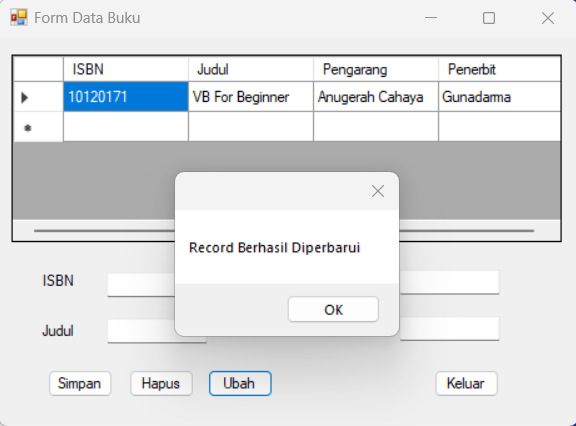 Form Data Buku
ISBN Judul Pengarang Penerbit
10120171 VB For Beginner Anugerah Cahaya Gunadarma
Record Berhasil Diperbarui
OK
ISBN
Judul
Simpan Hapus Ubah Keluar